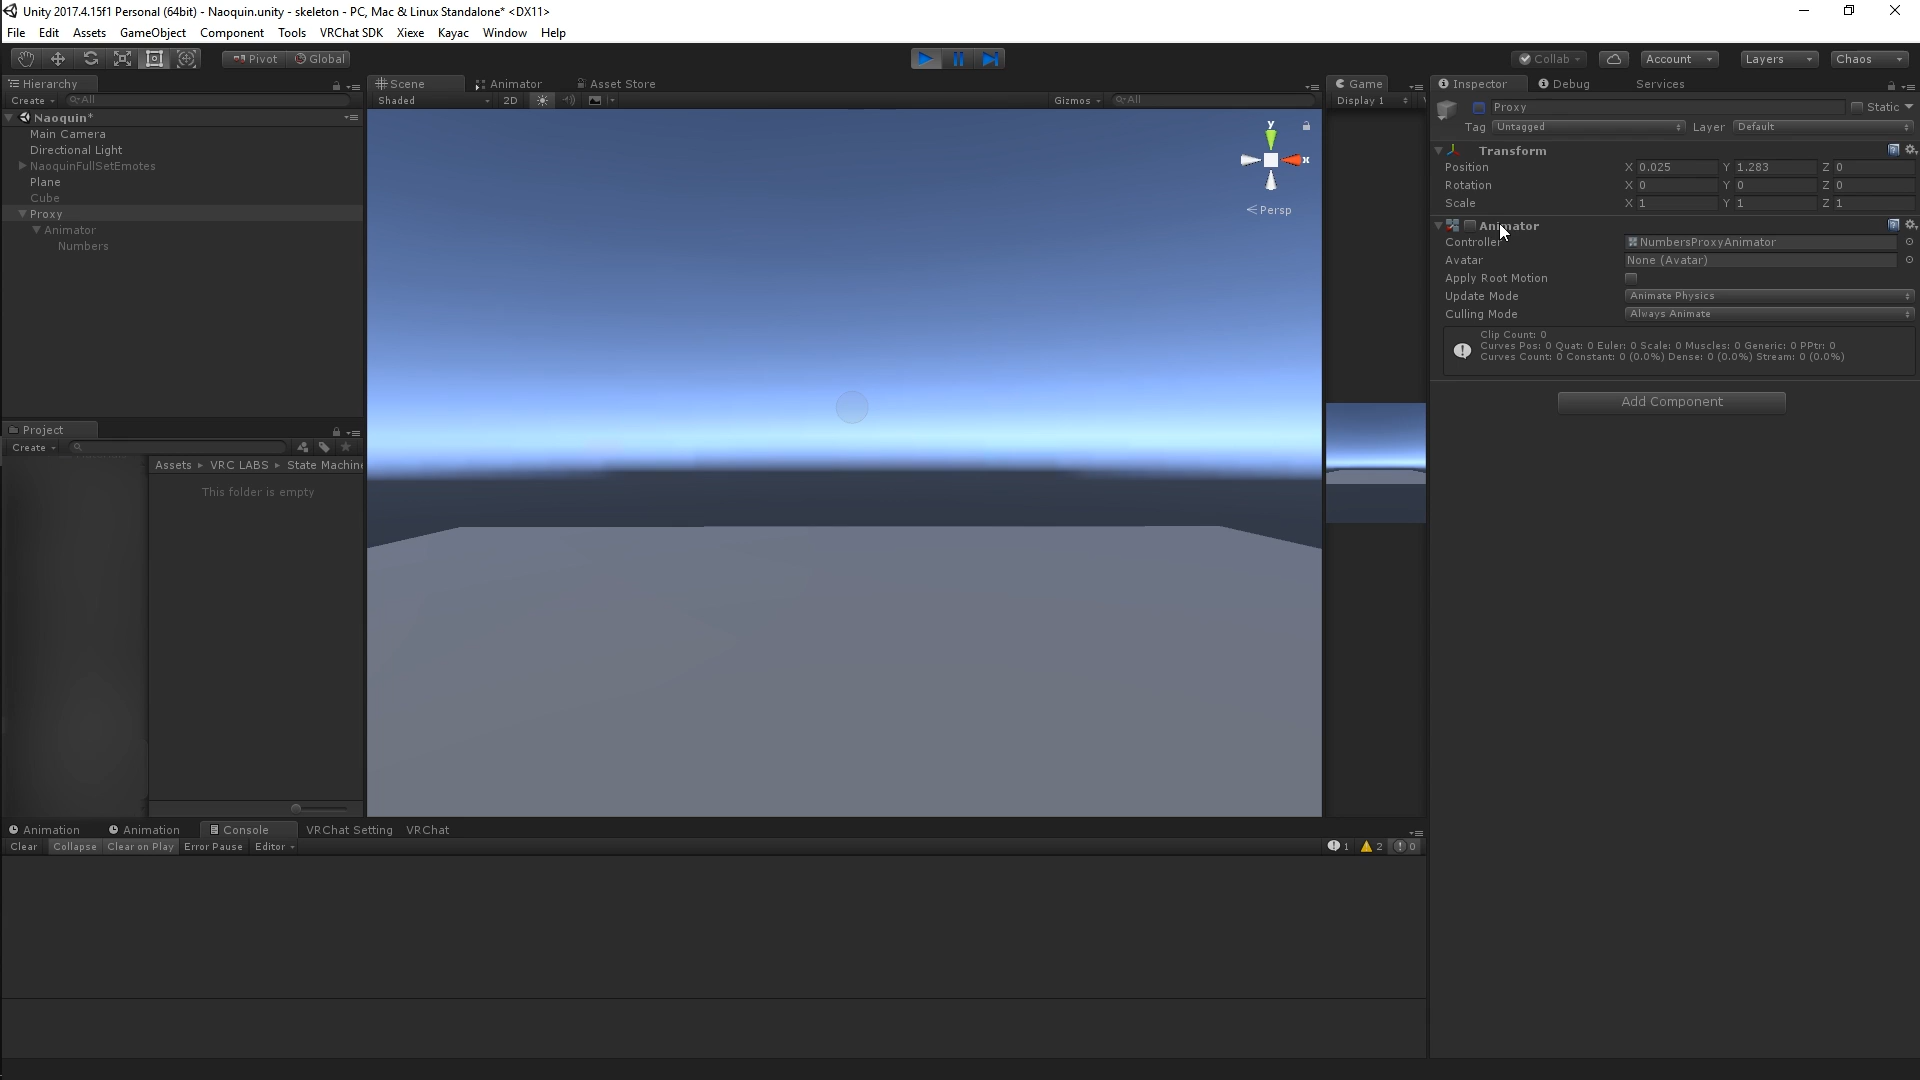 Unity 2017.4.15f1 Personal (64bit) - Naoquin.unity - skeleton - PC, Mac & Linux Standalone* <DX11>
File Edit Assets GameObject Component Tools VRChat SDK Xiexe Kayac Window Help
Pivot Global Collab Account Layers Chaos
Hierarchy
Create All
Naoquin*
Main Camera
Directional Light
NaoquinFullSetEmotes
Plane
Cube
Proxy
Animator
Numbers
Project
Create
Assets VRC LABS State Machin
This folder is empty
Scene Animator Asset Store
Shaded 2D Gizmos All
y
x
Persp
Game
Display 1
Inspector Debug Services
Proxy Static
Tag Untagged Layer Default
Transform
Position X 0.025 Y 1.283 Z 0
Rotation X 0 Y 0 Z 0
Scale X 1 Y 1 Z 1
Animator
Controller NumbersProxyAnimator
Avatar None (Avatar)
Apply Root Motion
Update Mode Animate Physics
Culling Mode Always Animate
Clip Count: 0
Curves Pos: 0 Quat: 0 Euler: 0 Scale: 0 Muscles: 0 Generic: 0 PPtr: 0
Curves Count: 0 Constant: 0 (0.0%) Dense: 0 (0.0%) Stream: 0 (0.0%)
Add Component
Animation Animation Console VRChat Setting VRChat
Clear Collapse Clear on Play Error Pause Editor 1 2 0